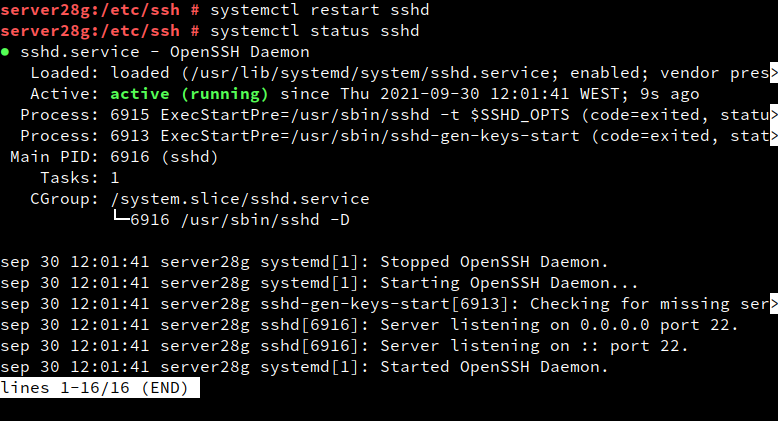 server28g:/etc/ssh # systemctl restart sshd
server28g:/etc/ssh # systemctl status sshd
● sshd.service - OpenSSH Daemon
   Loaded: loaded (/usr/lib/systemd/system/sshd.service; enabled; vendor pres>
   Active: active (running) since Thu 2021-09-30 12:01:41 WEST; 9s ago
  Process: 6915 ExecStartPre=/usr/sbin/sshd -t $SSHD_OPTS (code=exited, statu>
  Process: 6913 ExecStartPre=/usr/sbin/sshd-gen-keys-start (code=exited, stat>
 Main PID: 6916 (sshd)
    Tasks: 1
   CGroup: /system.slice/sshd.service
           └─6916 /usr/sbin/sshd -D
sep 30 12:01:41 server28g systemd[1]: Stopped OpenSSH Daemon.
sep 30 12:01:41 server28g systemd[1]: Starting OpenSSH Daemon...
sep 30 12:01:41 server28g sshd-gen-keys-start[6913]: Checking for missing ser>
sep 30 12:01:41 server28g sshd[6916]: Server listening on 0.0.0.0 port 22.
sep 30 12:01:41 server28g sshd[6916]: Server listening on :: port 22.
sep 30 12:01:41 server28g systemd[1]: Started OpenSSH Daemon.
lines 1-16/16 (END)